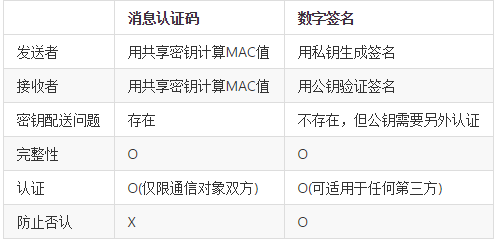 消息认证码 数字签名
发送者 用共享密钥计算MAC值 用私钥生成签名
接收者 用共享密钥计算MAC值 用公钥验证签名
密钥配送问题 存在 不存在，但公钥需要另外认证
完整性 O O
认证 O(仅限通信对象双方) O(可适用于任何第三方)
防止否认 X O